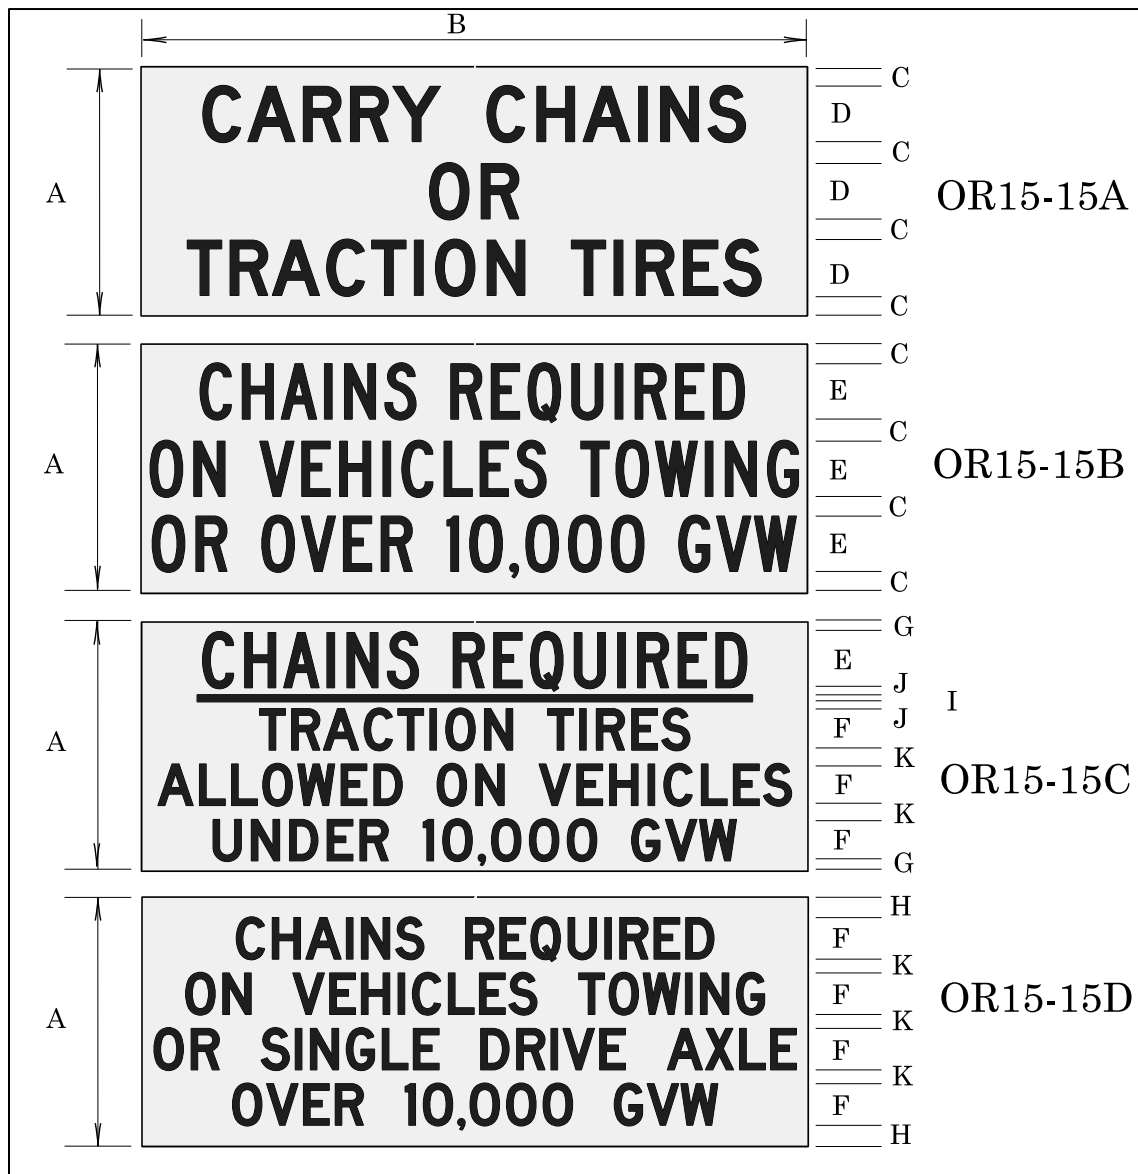 B
C
A
CARRY CHAINS
OR
TRACTION TIRES
D
C
D
C
D
C
OR15-15A
C
A
CHAINS REQUIRED
ON VEHICLES TOWING
OR OVER 10,000 GVW
E
C
E
C
E
C
OR15-15B
G
A
CHAINS REQUIRED
TRACTION TIRES
ALLOWED ON VEHICLES
UNDER 10,000 GVW
E
J
I
J
F
K
F
K
F
G
OR15-15C
H
A
CHAINS REQUIRED
ON VEHICLES TOWING
OR SINGLE DRIVE AXLE
OVER 10,000 GVW
F
K
F
K
F
K
F
H
OR15-15D